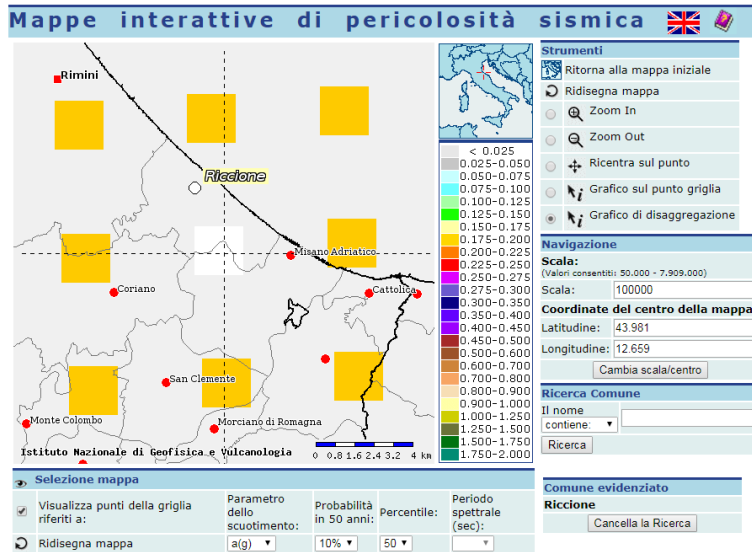 Mappe interattive di pericolosità sismica
Rimini
Riccione
Misano Adriatico
Coriano
Cattolica
San Clemente
Monte Colombo
Morciano di Romagna
Istituto Nazionale di Geofisica e Vulcanologia
0 0.8 1.6 2.4 3.2 4 km
< 0.025
0.025-0.050
0.050-0.075
0.075-0.100
0.100-0.125
0.125-0.150
0.150-0.175
0.175-0.200
0.200-0.225
0.225-0.250
0.250-0.275
0.275-0.300
0.300-0.350
0.350-0.400
0.400-0.450
0.450-0.500
0.500-0.600
0.600-0.700
0.700-0.800
0.800-0.900
0.900-1.000
1.000-1.250
1.250-1.500
1.500-1.750
1.750-2.000
Strumenti
Ritorna alla mappa iniziale
Ridisegna mappa
Zoom In
Zoom Out
Ricentra sul punto
Grafico sul punto griglia
Grafico di disaggregazione
Navigazione
Scala:
(Valori consentiti: 50.000 - 7.909.000)
Scala: 100000
Coordinate del centro della mappa
Latitudine: 43.981
Longitudine: 12.659
Cambia scala/centro
Ricerca Comune
Il nome
contiene:
Ricerca
Comune evidenziato
Riccione
Cancella la Ricerca
Selezione mappa
Visualizza punti della griglia riferiti a:
Parametro dello scuotimento:
Probabilità in 50 anni:
Percentile:
Periodo spettrale (sec):
Ridisegna mappa
a(g)
10%
50